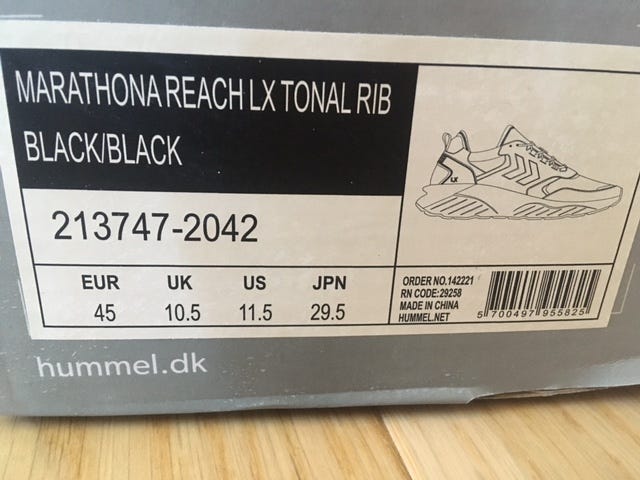 MARATHONA REACH LX TONAL RIB
BLACK/BLACK
213747-2042
EUR UK US JPN
45 10.5 11.5 29.5
LX
ORDER NO.142221
RN CODE:29258
MADE IN CHINA
HUMMEL.NET
5 700497 955825
hummel.dk